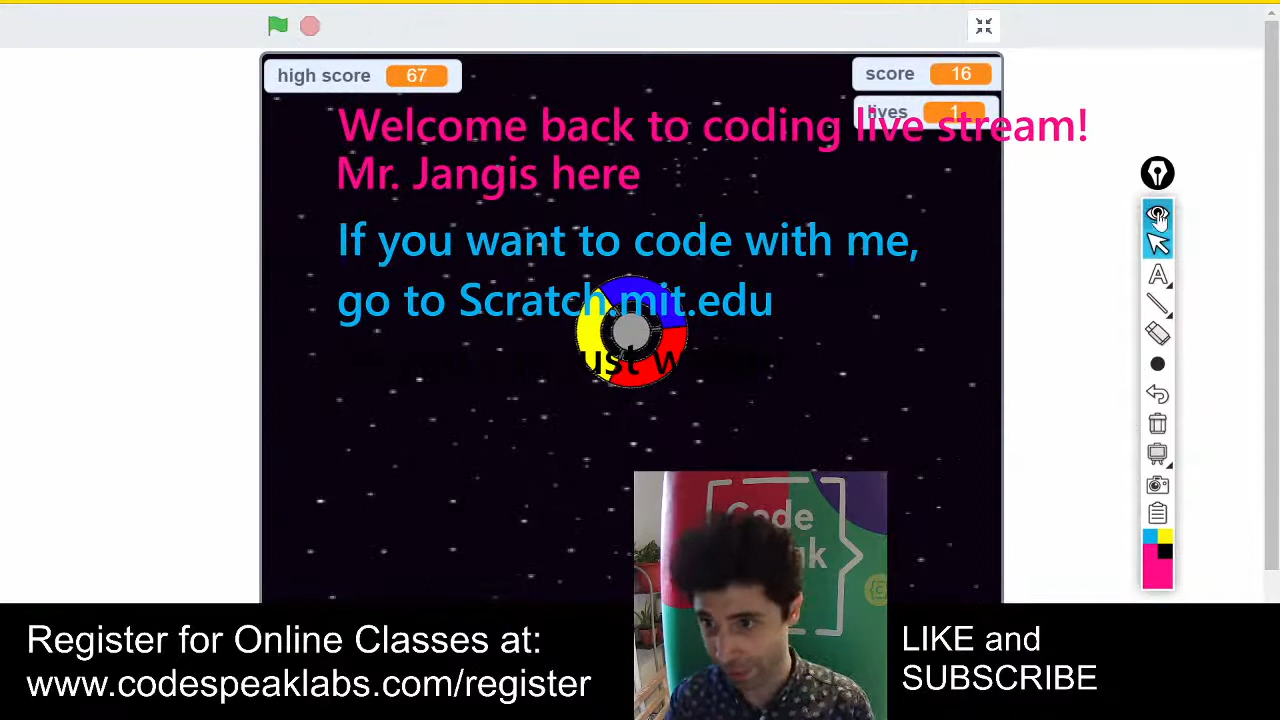 high score 67
score 16
lives 1
Welcome back to coding live stream!
Mr. Jangis here
If you want to code with me,
go to Scratch.mit.edu
just
Code
Register for Online Classes at:
www.codespeaklabs.com/register
LIKE and
SUBSCRIBE